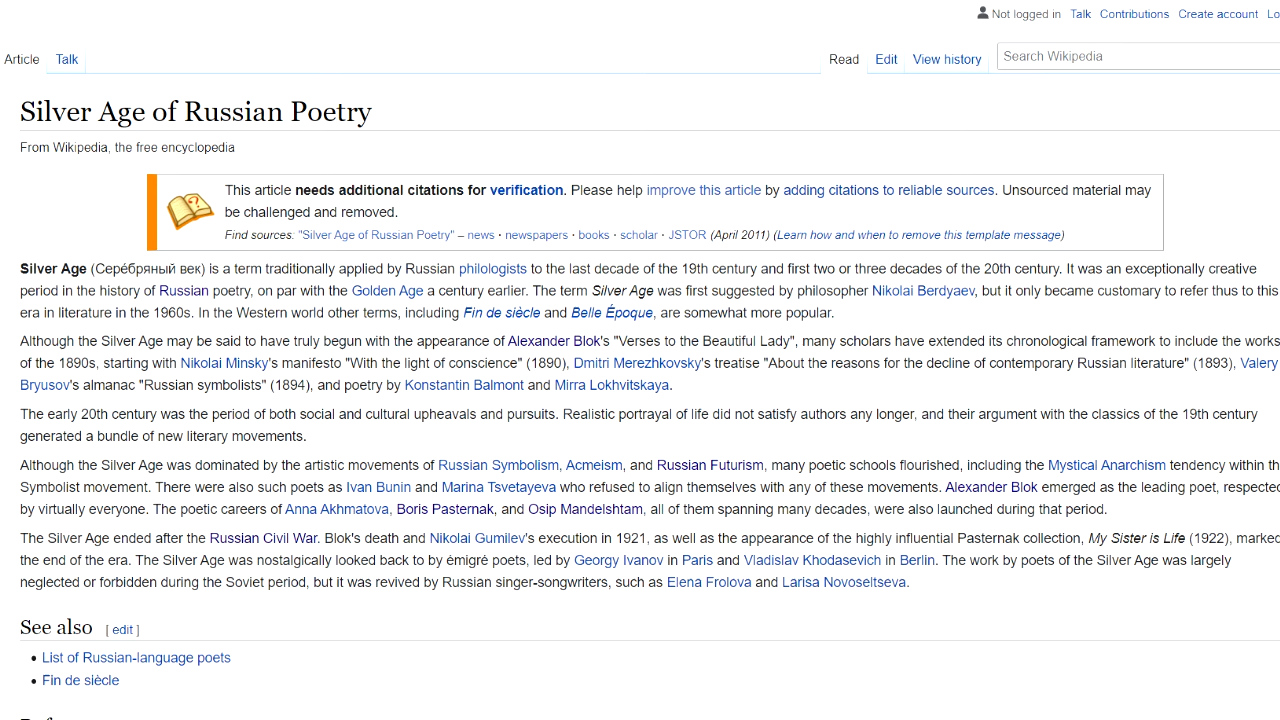 Not logged in Talk Contributions Create account Lo
Article Talk Read Edit View history Search Wikipedia
Silver Age of Russian Poetry
From Wikipedia, the free encyclopedia
This article needs additional citations for verification. Please help improve this article by adding citations to reliable sources. Unsourced material may
be challenged and removed.
Find sources: "Silver Age of Russian Poetry" – news · newspapers · books · scholar · JSTOR (April 2011) (Learn how and when to remove this template message)
Silver Age (Сере́бряный век) is a term traditionally applied by Russian philologists to the last decade of the 19th century and first two or three decades of the 20th century. It was an exceptionally creative
period in the history of Russian poetry, on par with the Golden Age a century earlier. The term Silver Age was first suggested by philosopher Nikolai Berdyaev, but it only became customary to refer thus to this
era in literature in the 1960s. In the Western world other terms, including Fin de siècle and Belle Époque, are somewhat more popular.
Although the Silver Age may be said to have truly begun with the appearance of Alexander Blok's "Verses to the Beautiful Lady", many scholars have extended its chronological framework to include the works
of the 1890s, starting with Nikolai Minsky's manifesto "With the light of conscience" (1890), Dmitri Merezhkovsky's treatise "About the reasons for the decline of contemporary Russian literature" (1893), Valery
Bryusov's almanac "Russian symbolists" (1894), and poetry by Konstantin Balmont and Mirra Lokhvitskaya.
The early 20th century was the period of both social and cultural upheavals and pursuits. Realistic portrayal of life did not satisfy authors any longer, and their argument with the classics of the 19th century
generated a bundle of new literary movements.
Although the Silver Age was dominated by the artistic movements of Russian Symbolism, Acmeism, and Russian Futurism, many poetic schools flourished, including the Mystical Anarchism tendency within th
Symbolist movement. There were also such poets as Ivan Bunin and Marina Tsvetayeva who refused to align themselves with any of these movements. Alexander Blok emerged as the leading poet, respected
by virtually everyone. The poetic careers of Anna Akhmatova, Boris Pasternak, and Osip Mandelshtam, all of them spanning many decades, were also launched during that period.
The Silver Age ended after the Russian Civil War. Blok's death and Nikolai Gumilev's execution in 1921, as well as the appearance of the highly influential Pasternak collection, My Sister is Life (1922), marked
the end of the era. The Silver Age was nostalgically looked back to by émigré poets, led by Georgy Ivanov in Paris and Vladislav Khodasevich in Berlin. The work by poets of the Silver Age was largely
neglected or forbidden during the Soviet period, but it was revived by Russian singer-songwriters, such as Elena Frolova and Larisa Novoseltseva.
See also [ edit ]
• List of Russian-language poets
• Fin de siècle